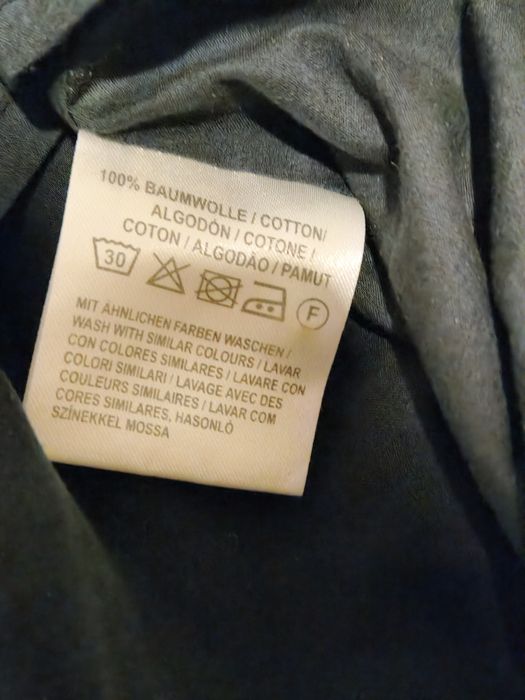 100% BAUMWOLLE / COTTON/
ALGODÓN / COTONE /
COTON / ALGODÃO / PAMUT
30 F
MIT ÄHNLICHEN FARBEN WASCHEN /
WASH WITH SIMILAR COLOURS / LAVAR
CON COLORES SIMILARES / LAVARE CON
COLORI SIMILARI / LAVAGE AVEC DES
COULEURS SIMILAIRES / LAVAR COM
CORES SIMILARES, HASONLÓ
SZÍNEKKEL MOSSA